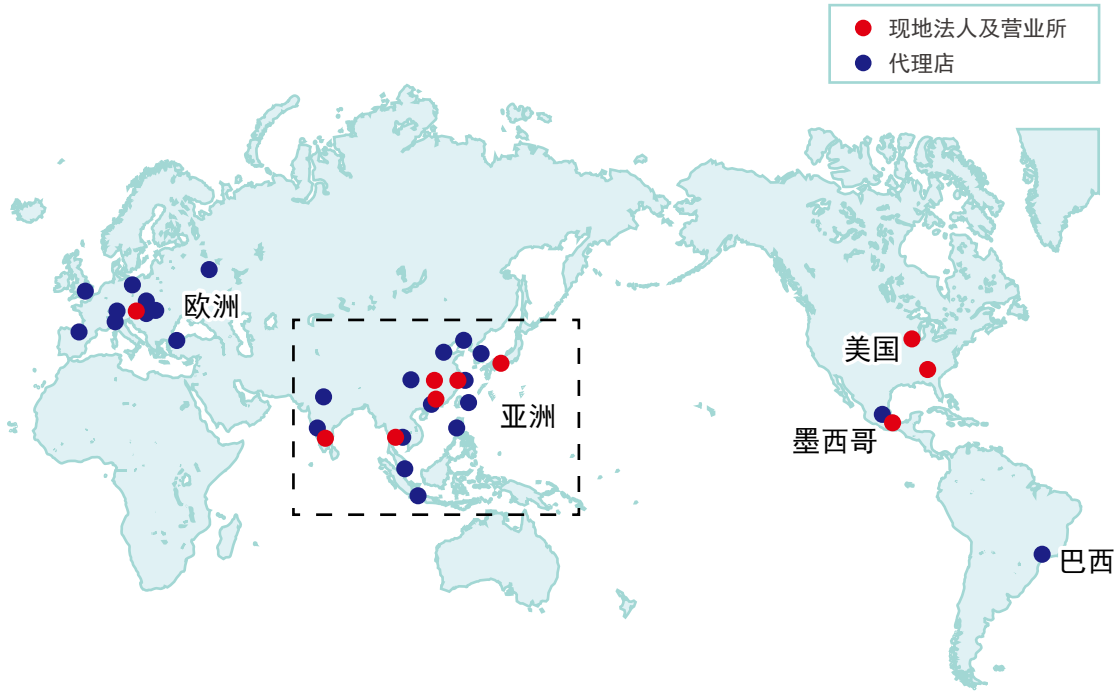 现地法人及营业所
代理店
欧洲
美国
亚洲
墨西哥
巴西